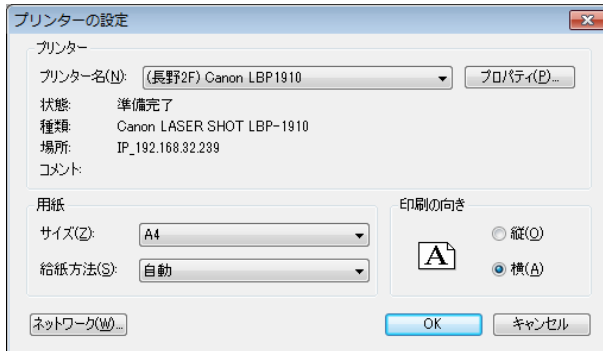 プリンターの設定
プリンター
プリンター名(N): (長野2F) Canon LBP1910 プロパティ(P)...
状態: 準備完了
種類: Canon LASER SHOT LBP-1910
場所: IP_192.168.32.239
コメント:
用紙
サイズ(Z): A4
給紙方法(S): 自動
印刷の向き
A
縦(O)
横(A)
ネットワーク(W)... OK キャンセル